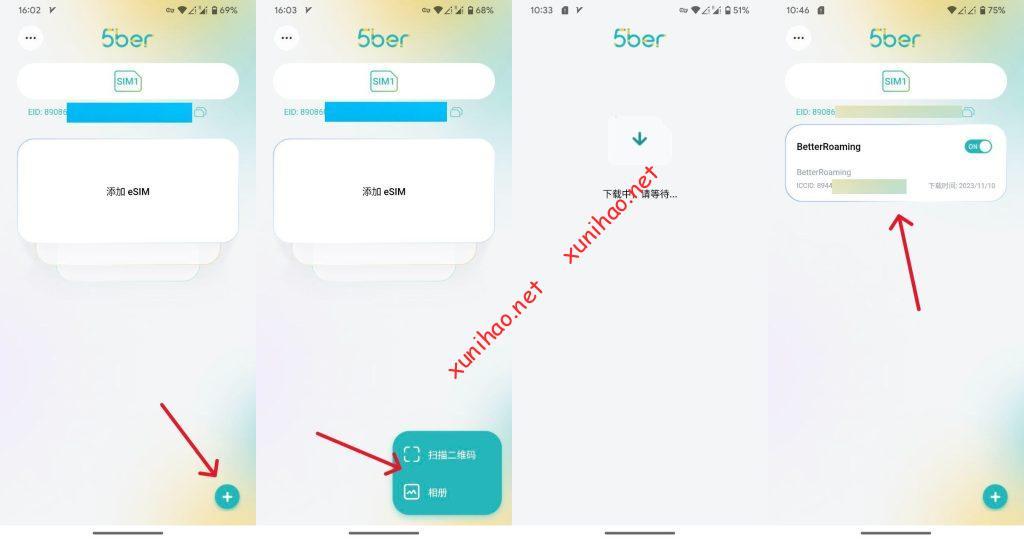 16:02
69%
5ber
SIM1
EID: 89086
添加 eSIM
16:03
68%
5ber
SIM1
EID: 89086
添加 eSIM
扫描二维码
相册
10:33
51%
5ber
下载中，请等待...
xunihao.net
xunihao.net
10:46
75%
5ber
SIM1
EID: 89086
BetterRoaming
ON
BetterRoaming
ICCID: 8944
下载时间: 2023/11/10